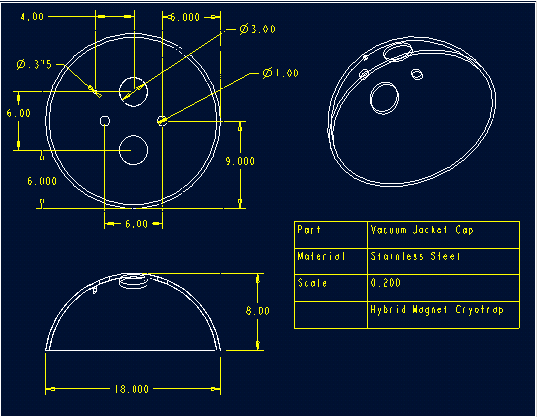 4.00
6.000
Ø3.00
Ø.375
Ø1.00
6.00
9.000
6.000
6.00
Part Vacuum Jacket Cap
Material Stainless Steel
Scale 0.200
Hybrid Magnet Cryotrap
8.00
18.000